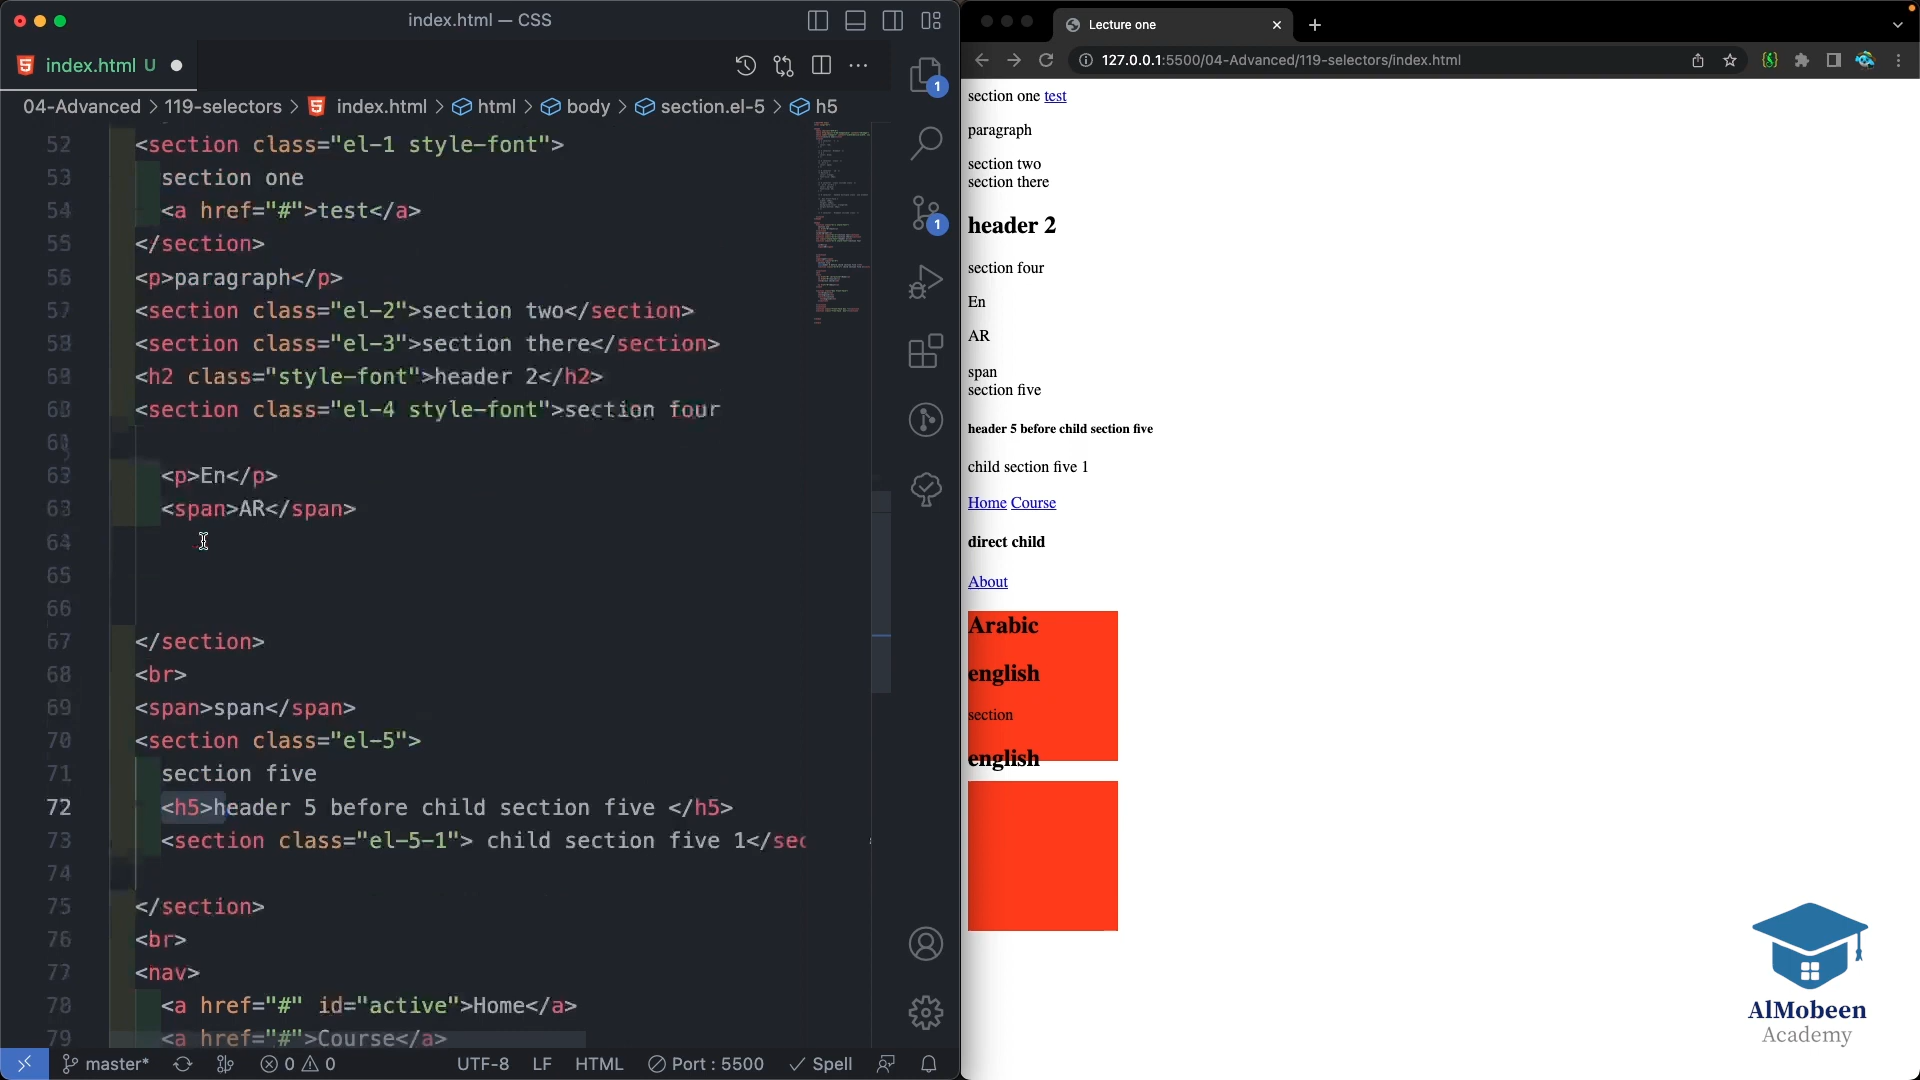 index.html — CSS
index.html U
04-Advanced > 119-selectors > index.html > html > body > section.el-5 > h5
52 <section class="el-1 style-font">
53 section one
54 <a href="#">test</a>
55 </section>
56 <p>paragraph</p>
57 <section class="el-2">section two</section>
58 <section class="el-3">section there</section>
<h2 class="style-font">header 2</h2>
<section class="el-4 style-font">section four
<p>En</p>
63 <span>AR</span>
64
65
66
67 </section>
68 <br>
69 <span>span</span>
70 <section class="el-5">
71 section five
72 <h5>header 5 before child section five </h5>
73 <section class="el-5-1"> child section five 1</sec
74
75 </section>
76 <br>
77 <nav>
78 <a href="#" id="active">Home</a>
79 <a href="#">Course</a>
1
1
master* 0 0 UTF-8 LF HTML Port : 5500 Spell
Lecture one
127.0.0.1:5500/04-Advanced/119-selectors/index.html
section one test
paragraph
section two
section there
header 2
section four
En
AR
span
section five
header 5 before child section five
child section five 1
Home Course
direct child
About
Arabic
english
section
english
AlMobeen
Academy